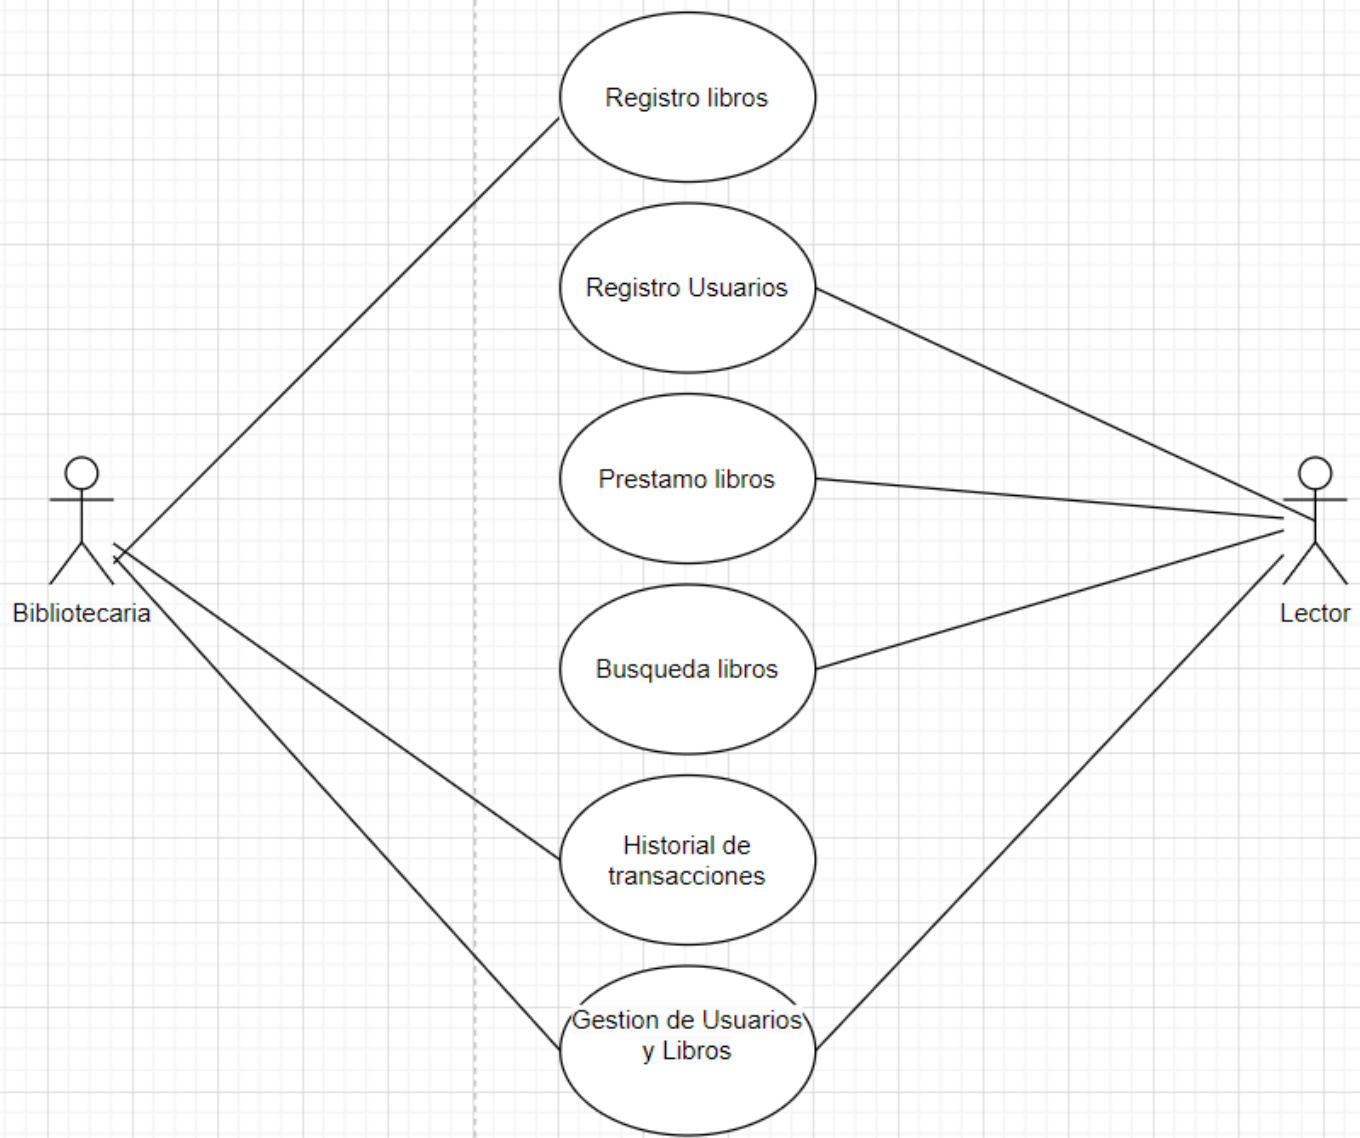 Registro libros
Registro Usuarios
Prestamo libros
Bibliotecaria
Lector
Busqueda libros
Historial de
transacciones
Gestion de Usuarios
y Libros